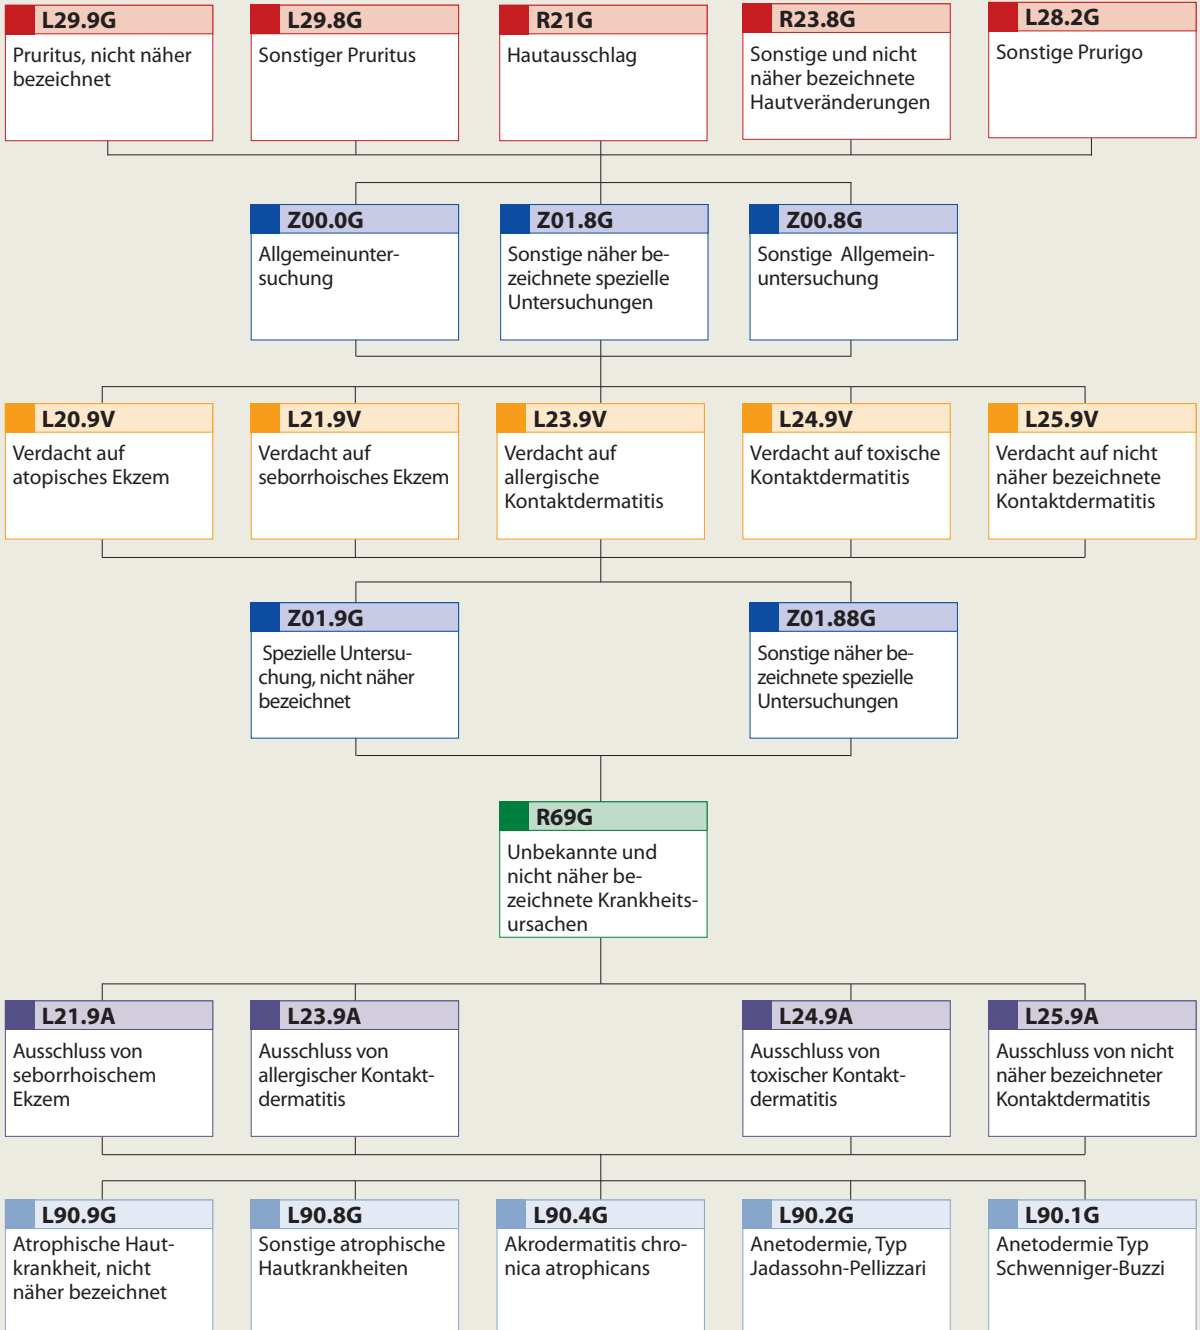 L29.9G
Pruritus, nicht näher
bezeichnet
L29.8G
Sonstiger Pruritus
R21G
Hautausschlag
R23.8G
Sonstige und nicht
näher bezeichnete
Hautveränderungen
L28.2G
Sonstige Prurigo
Z00.0G
Allgemeinunter-
suchung
Z01.8G
Sonstige näher be-
zeichnete spezielle
Untersuchungen
Z00.8G
Sonstige Allgemein-
untersuchung
L20.9V
Verdacht auf
atopisches Ekzem
L21.9V
Verdacht auf
seborrhoisches Ekzem
L23.9V
Verdacht auf
allergische
Kontaktdermatitis
L24.9V
Verdacht auf toxische
Kontaktdermatitis
L25.9V
Verdacht auf nicht
näher bezeichnete
Kontaktdermatitis
Z01.9G
Spezielle Untersu-
chung, nicht näher
bezeichnet
Z01.88G
Sonstige näher be-
zeichnete spezielle
Untersuchungen
R69G
Unbekannte und
nicht näher be-
zeichnete Krankheits-
ursachen
L21.9A
Ausschluss von
seborrhoischem
Ekzem
L23.9A
Ausschluss von
allergischer Kontakt-
dermatitis
L24.9A
Ausschluss von
toxischer Kontakt-
dermatitis
L25.9A
Ausschluss von nicht
näher bezeichneter
Kontaktdermatitis
L90.9G
Atrophische Haut-
krankheit, nicht
näher bezeichnet
L90.8G
Sonstige atrophische
Hautkrankheiten
L90.4G
Akrodermatitis chro-
nica atrophicans
L90.2G
Anetodermie, Typ
Jadassohn-Pellizzari
L90.1G
Anetodermie Typ
Schwenniger-Buzzi